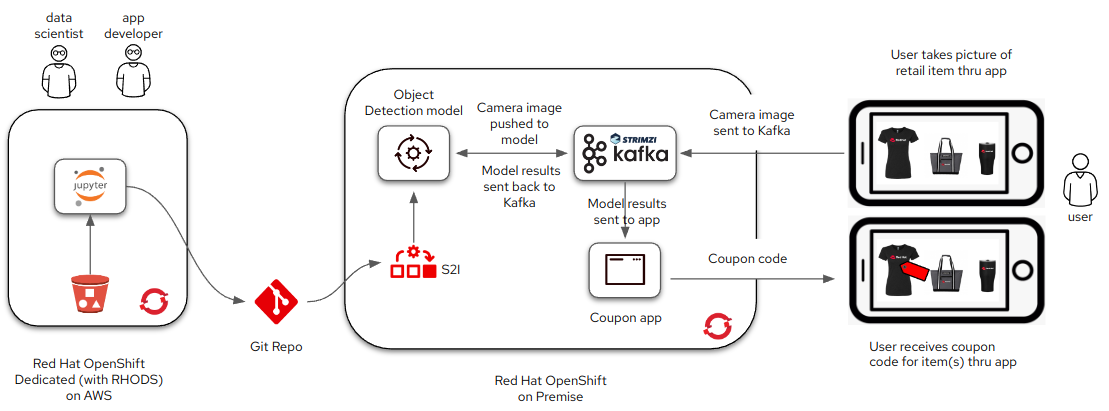 data
scientist
app
developer
jupyter
Red Hat OpenShift
Dedicated (with RHODS)
on AWS
Git Repo
Object
Detection model
Camera image
pushed to
model
Model results
sent back to
Kafka
S2I
STRIMZI
kafka
Model results
sent to app
Coupon app
Red Hat OpenShift
on Premise
Camera image
sent to Kafka
Coupon code
User takes picture of
retail item thru app
user
User receives coupon
code for item(s) thru app